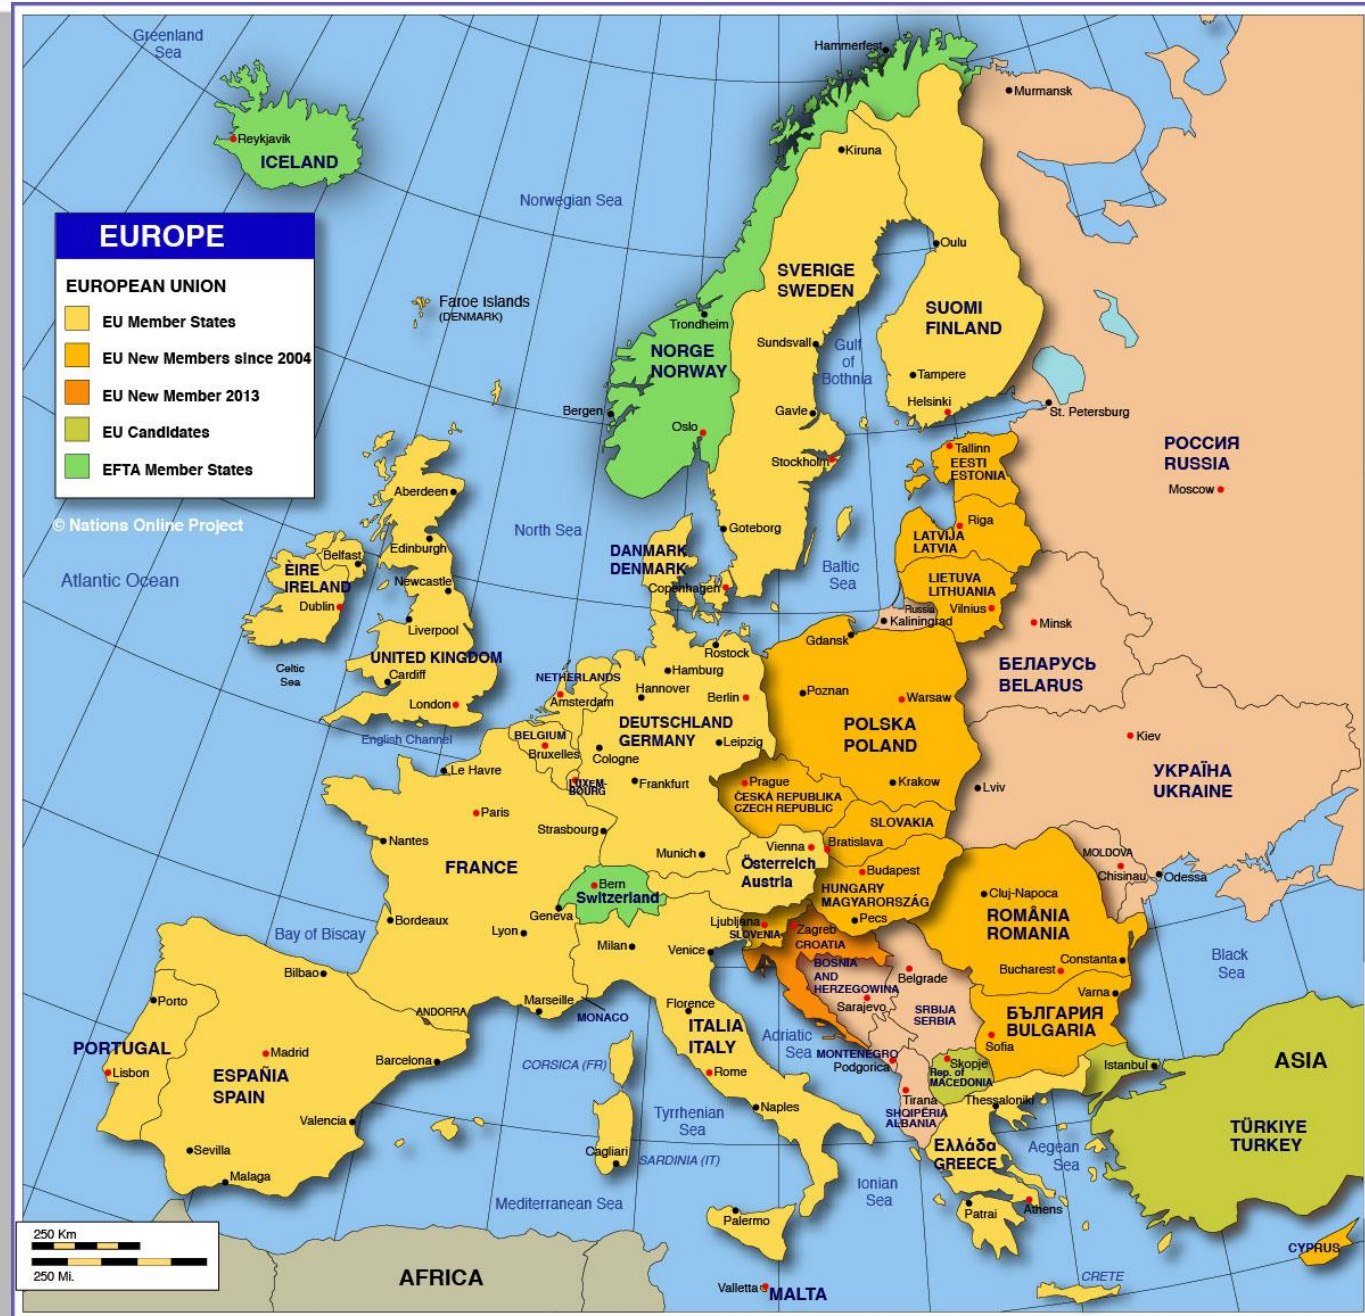 Greenland
Sea
Hammerfest
Murmansk
Reykjavik
ICELAND
Kiruna
Norwegian Sea
EUROPE
EUROPEAN UNION
EU Member States
EU New Members since 2004
EU New Member 2013
EU Candidates
EFTA Member States
© Nations Online Project
Oulu
SVERIGE
SWEDEN
SUOMI
FINLAND
Faroe Islands
(DENMARK)
Trondheim
NORGE
NORWAY
Sundsvall
Gulf
of
Bothnia
Tampere
Helsinki
St. Petersburg
Bergen
Gavle
Oslo
Stockholm
Tallinn
EESTI
ESTONIA
РОССИЯ
RUSSIA
Moscow
Aberdeen
North Sea
Goteborg
Riga
LATVIJA
LATVIA
Edinburgh
Belfast
ÈIRE
IRELAND
Dublin
Atlantic Ocean
Newcastle
DANMARK
DENMARK
Copenhagen
Baltic
Sea
LIETUVA
LITHUANIA
Vilnius
Russia
Kaliningrad
Minsk
Liverpool
UNITED KINGDOM
Cardiff
London
Celtic
Sea
Gdansk
Rostock
Hamburg
NETHERLANDS
Amsterdam
Hannover
Berlin
Poznan
Warsaw
БЕЛАРУСЬ
BELARUS
English Channel
BELGIUM
Bruxelles
DEUTSCHLAND
GERMANY
Leipzig
Cologne
POLSKA
POLAND
Kiev
Le Havre
LUXEM-
BOURG
Frankfurt
Prague
ČESKÁ REPUBLIKA
CZECH REPUBLIC
Krakow
Lviv
УКРАЇНА
UKRAINE
Paris
Strasbourg
SLOVAKIA
Nantes
Munich
Vienna
Bratislava
Österreich
Austria
MOLDOVA
Chisinau
Odessa
FRANCE
Bern
Switzerland
Geneva
Budapest
HUNGARY
MAGYARORSZÁG
Pecs
Cluj-Napoca
ROMÂNIA
ROMANIA
Bordeaux
Lyon
Milan
Venice
Ljubljana
SLOVENIA
Zagreb
CROATIA
Bay of Biscay
Constanta
Bucharest
Black
Sea
BOSNIA
AND
HERZEGOWINA
Sarajevo
Belgrade
SRBIJA
SERBIA
Varna
БЪЛГАРИЯ
BULGARIA
Sofia
Bilbao
Porto
ANDORRA
Marseille
MONACO
Florence
ITALIA
ITALY
Adriatic
Sea
PORTUGAL
Lisbon
Madrid
ESPAÑIA
SPAIN
Barcelona
CORSICA (FR)
Rome
MONTENEGRO
Podgorica
Skopje
Rep. of
MACEDONIA
Istanbul
ASIA
Tirana
SHQIPËRIA
ALBANIA
Thessaloniki
Valencia
Tyrrhenian
Sea
Naples
TÜRKIYE
TURKEY
Sevilla
Malaga
Cagliari
SARDINIA (IT)
Ελλάδα
GREECE
Aegean
Sea
Ionian
Sea
Mediterranean Sea
Palermo
Patrai
Athens
250 Km
250 Mi.
AFRICA
Valletta
MALTA
CRETE
CYPRUS